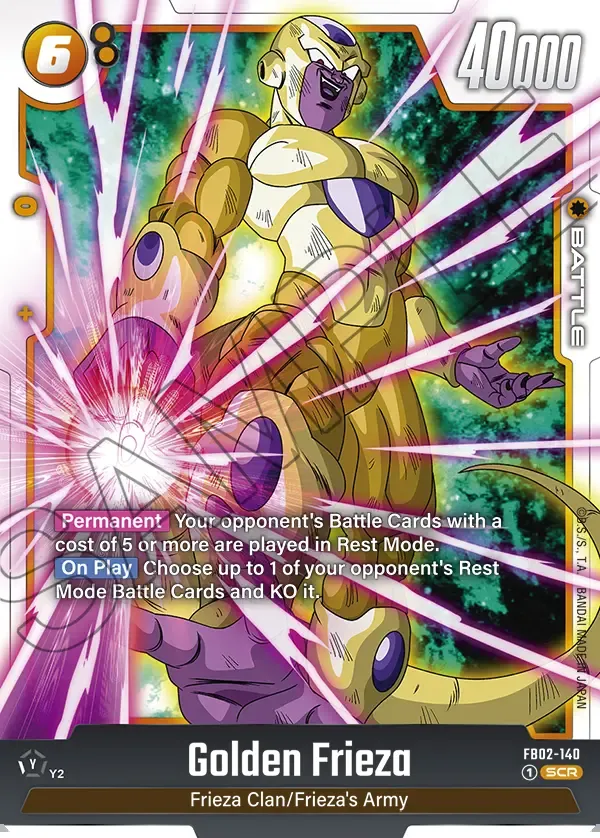 6
40000
0
+
BATTLE
SAMPLE
Permanent Your opponent's Battle Cards with a
cost of 5 or more are played in Rest Mode.
On Play Choose up to 1 of your opponent's Rest
Mode Battle Cards and KO it.
©B.S./S., T.A. BANDAI MADE IN JAPAN
Golden Frieza
FB02-140
Y
Y2
1 SCR
Frieza Clan/Frieza's Army